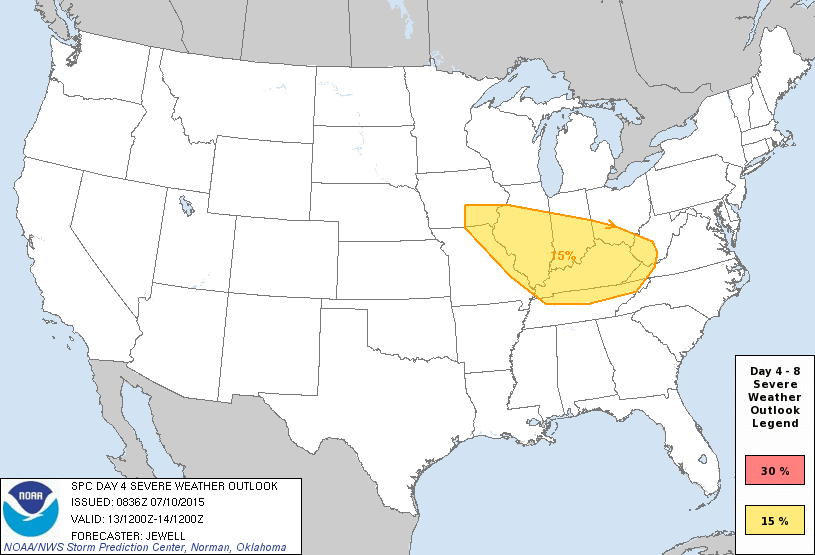 15%
Day 4 - 8
Severe
Weather
Outlook
Legend
30 %
15 %
NOAA
SPC DAY 4 SEVERE WEATHER OUTLOOK
ISSUED: 0836Z 07/10/2015
VALID: 13/1200Z-14/1200Z
FORECASTER: JEWELL
NOAA/NWS Storm Prediction Center, Norman, Oklahoma